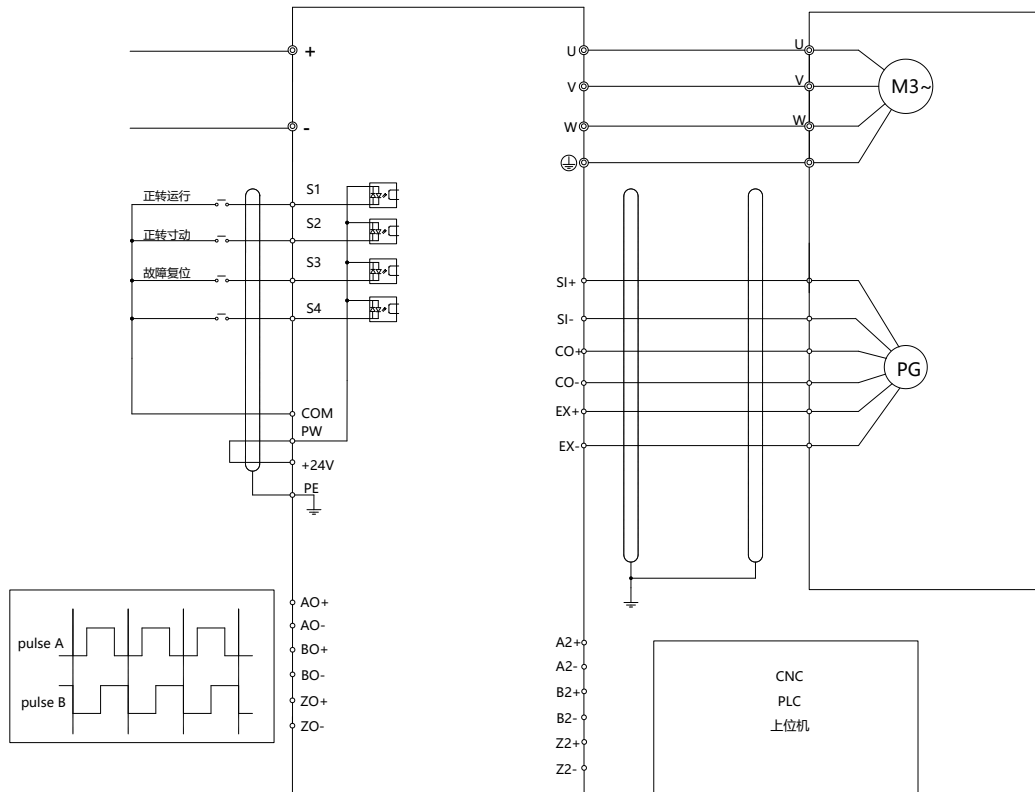 +
-
正转运行
S1
正转寸动
S2
故障复位
S3
S4
COM
PW
+24V
PE
U
V
W
U
V
W
M3~
SI+
SI-
CO+
CO-
EX+
EX-
PG
pulse A
pulse B
AO+
AO-
BO+
BO-
ZO+
ZO-
A2+
A2-
B2+
B2-
Z2+
Z2-
CNC
PLC
上位机